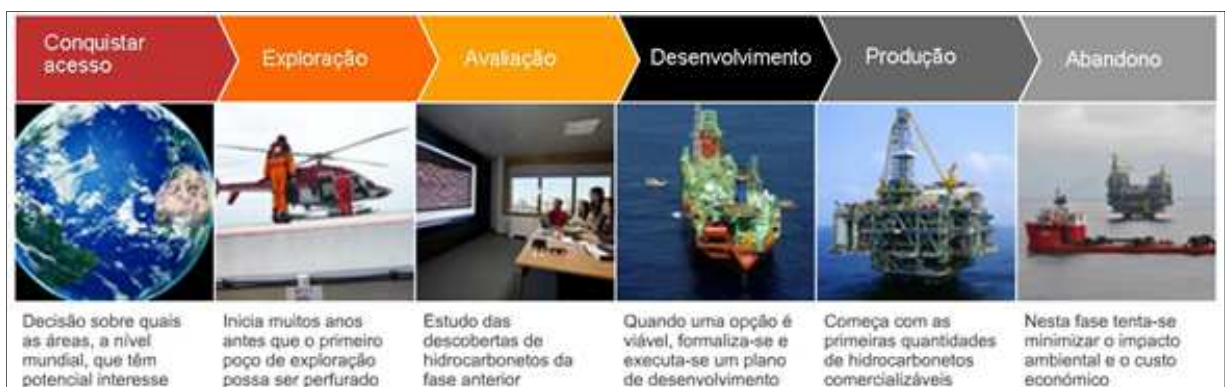 Conquistar
acesso
Exploração
Avaliação
Desenvolvimento
Produção
Abandono
Decisão sobre quais
as áreas, a nível
mundial, que têm
potencial interesse
Inicia muitos anos
antes que o primeiro
poço de exploração
possa ser perfurado
Estudo das
descobertas de
hidrocarbonetos da
fase anterior
Quando uma opção é
viável, formaliza-se e
executa-se um plano
de desenvolvimento
Começa com as
primeiras quantidades
de hidrocarbonetos
comercializáveis
Nesta fase tenta-se
minimizar o impacto
ambiental e o custo
económico